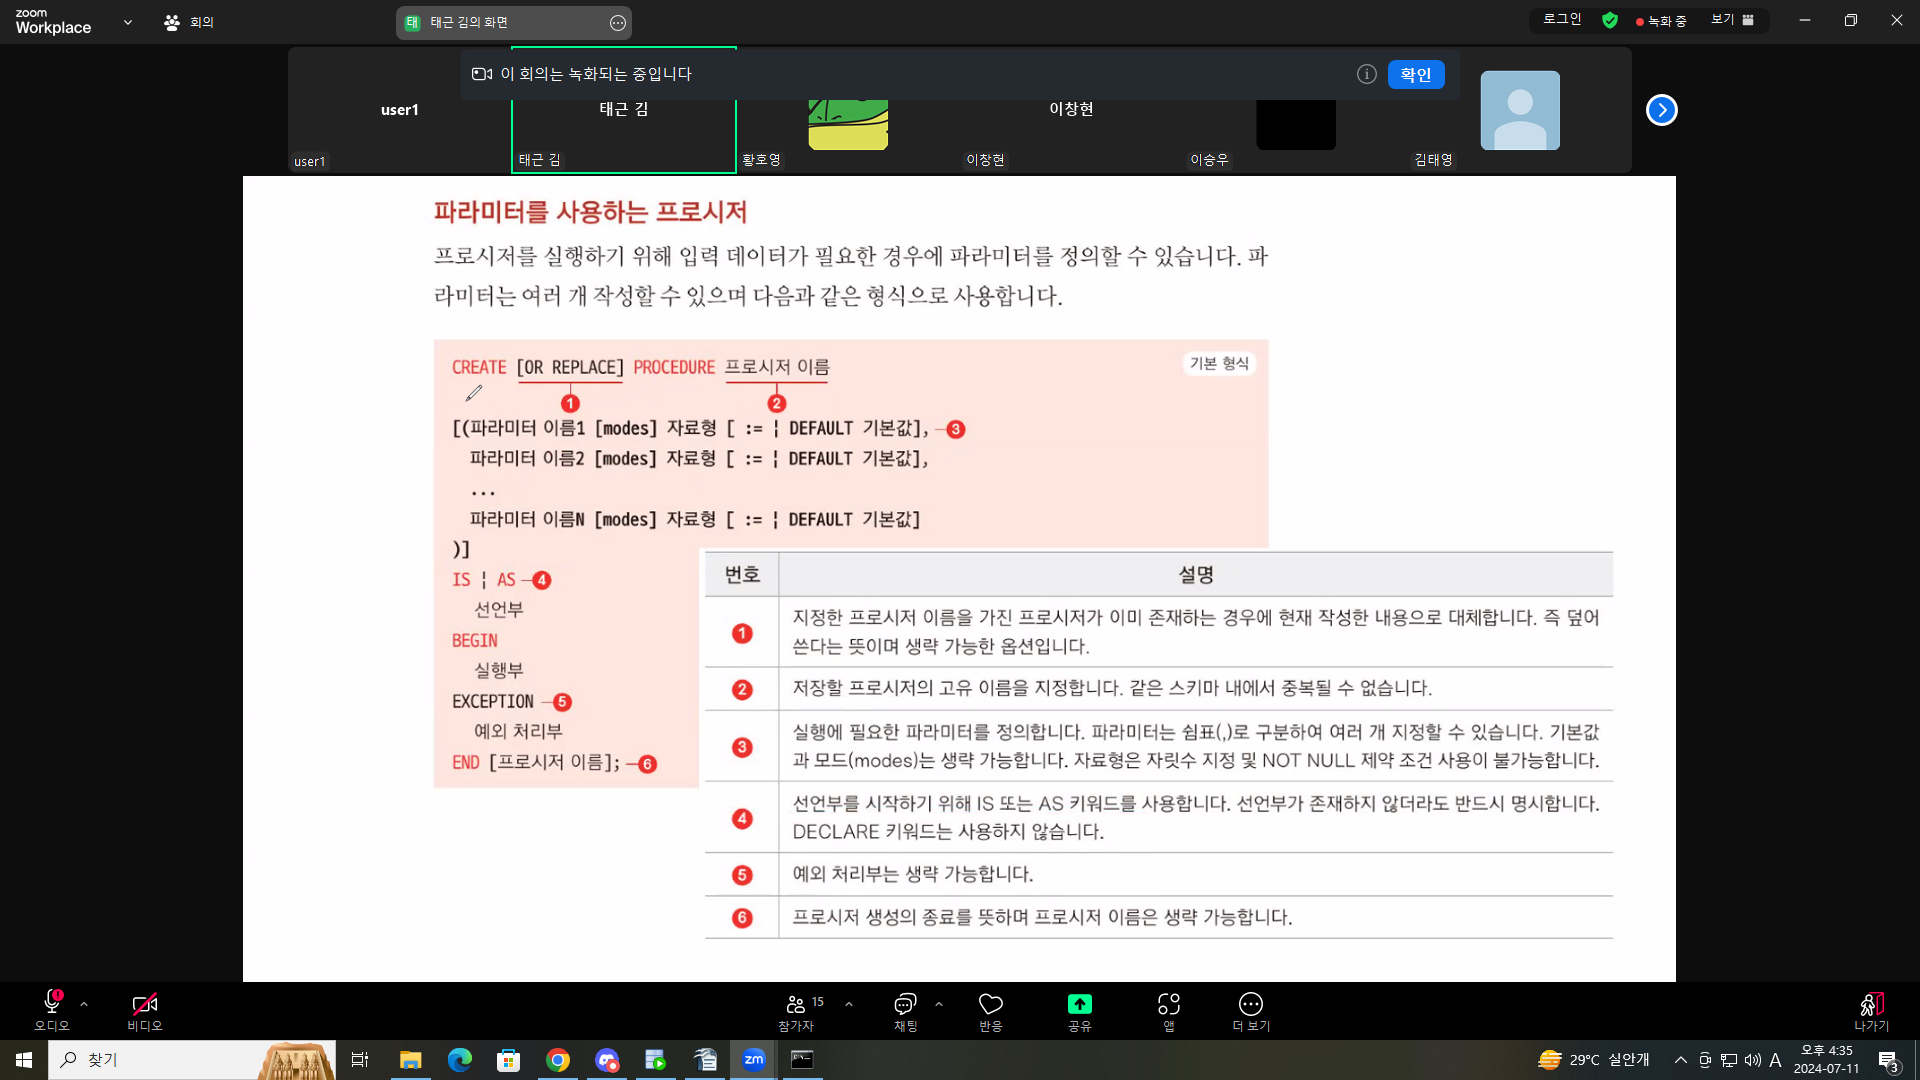 zoom
Workplace
회의
태 태근 김의 화면
로그인
녹화 중
보기
이 회의는 녹화되는 중입니다
확인
user1
태근 김
이창현
user1
태근 김
황호영
이창현
이승우
김태영
파라미터를 사용하는 프로시저
프로시저를 실행하기 위해 입력 데이터가 필요한 경우에 파라미터를 정의할 수 있습니다. 파
라미터는 여러 개 작성할 수 있으며 다음과 같은 형식으로 사용합니다.
CREATE [OR REPLACE] PROCEDURE 프로시저 이름
기본 형식
1 2
[(파라미터 이름1 [modes] 자료형 [ := ¦ DEFAULT 기본값], 3
파라미터 이름2 [modes] 자료형 [ := ¦ DEFAULT 기본값],
...
파라미터 이름N [modes] 자료형 [ := ¦ DEFAULT 기본값]
)]
IS ¦ AS 4
선언부
BEGIN
실행부
EXCEPTION 5
예외 처리부
END [프로시저 이름]; 6
번호 설명
1 지정한 프로시저 이름을 가진 프로시저가 이미 존재하는 경우에 현재 작성한 내용으로 대체합니다. 즉 덮어
쓴다는 뜻이며 생략 가능한 옵션입니다.
2 저장할 프로시저의 고유 이름을 지정합니다. 같은 스키마 내에서 중복될 수 없습니다.
3 실행에 필요한 파라미터를 정의합니다. 파라미터는 쉼표(,)로 구분하여 여러 개 지정할 수 있습니다. 기본값
과 모드(modes)는 생략 가능합니다. 자료형은 자릿수 지정 및 NOT NULL 제약 조건 사용이 불가능합니다.
4 선언부를 시작하기 위해 IS 또는 AS 키워드를 사용합니다. 선언부가 존재하지 않더라도 반드시 명시합니다.
DECLARE 키워드는 사용하지 않습니다.
5 예외 처리부는 생략 가능합니다.
6 프로시저 생성의 종료를 뜻하며 프로시저 이름은 생략 가능합니다.
오디오
비디오
15
참가자
채팅
반응
공유
앱
더 보기
나가기
찾기
zm
29°C 실안개
A
오후 4:35
2024-07-11
3